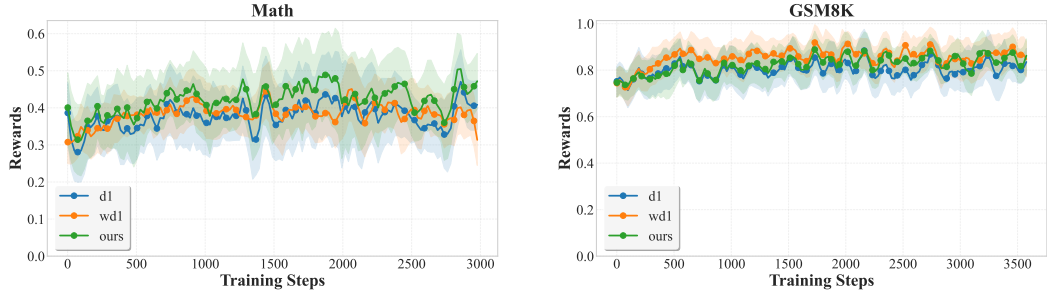 Math
Rewards
0.6
0.5
0.4
0.3
0.2
0.1
0.0
d1
wd1
ours
0 500 1000 1500 2000 2500 3000
Training Steps
GSM8K
Rewards
1.0
0.8
0.6
0.4
0.2
0.0
d1
wd1
ours
0 500 1000 1500 2000 2500 3000 3500
Training Steps